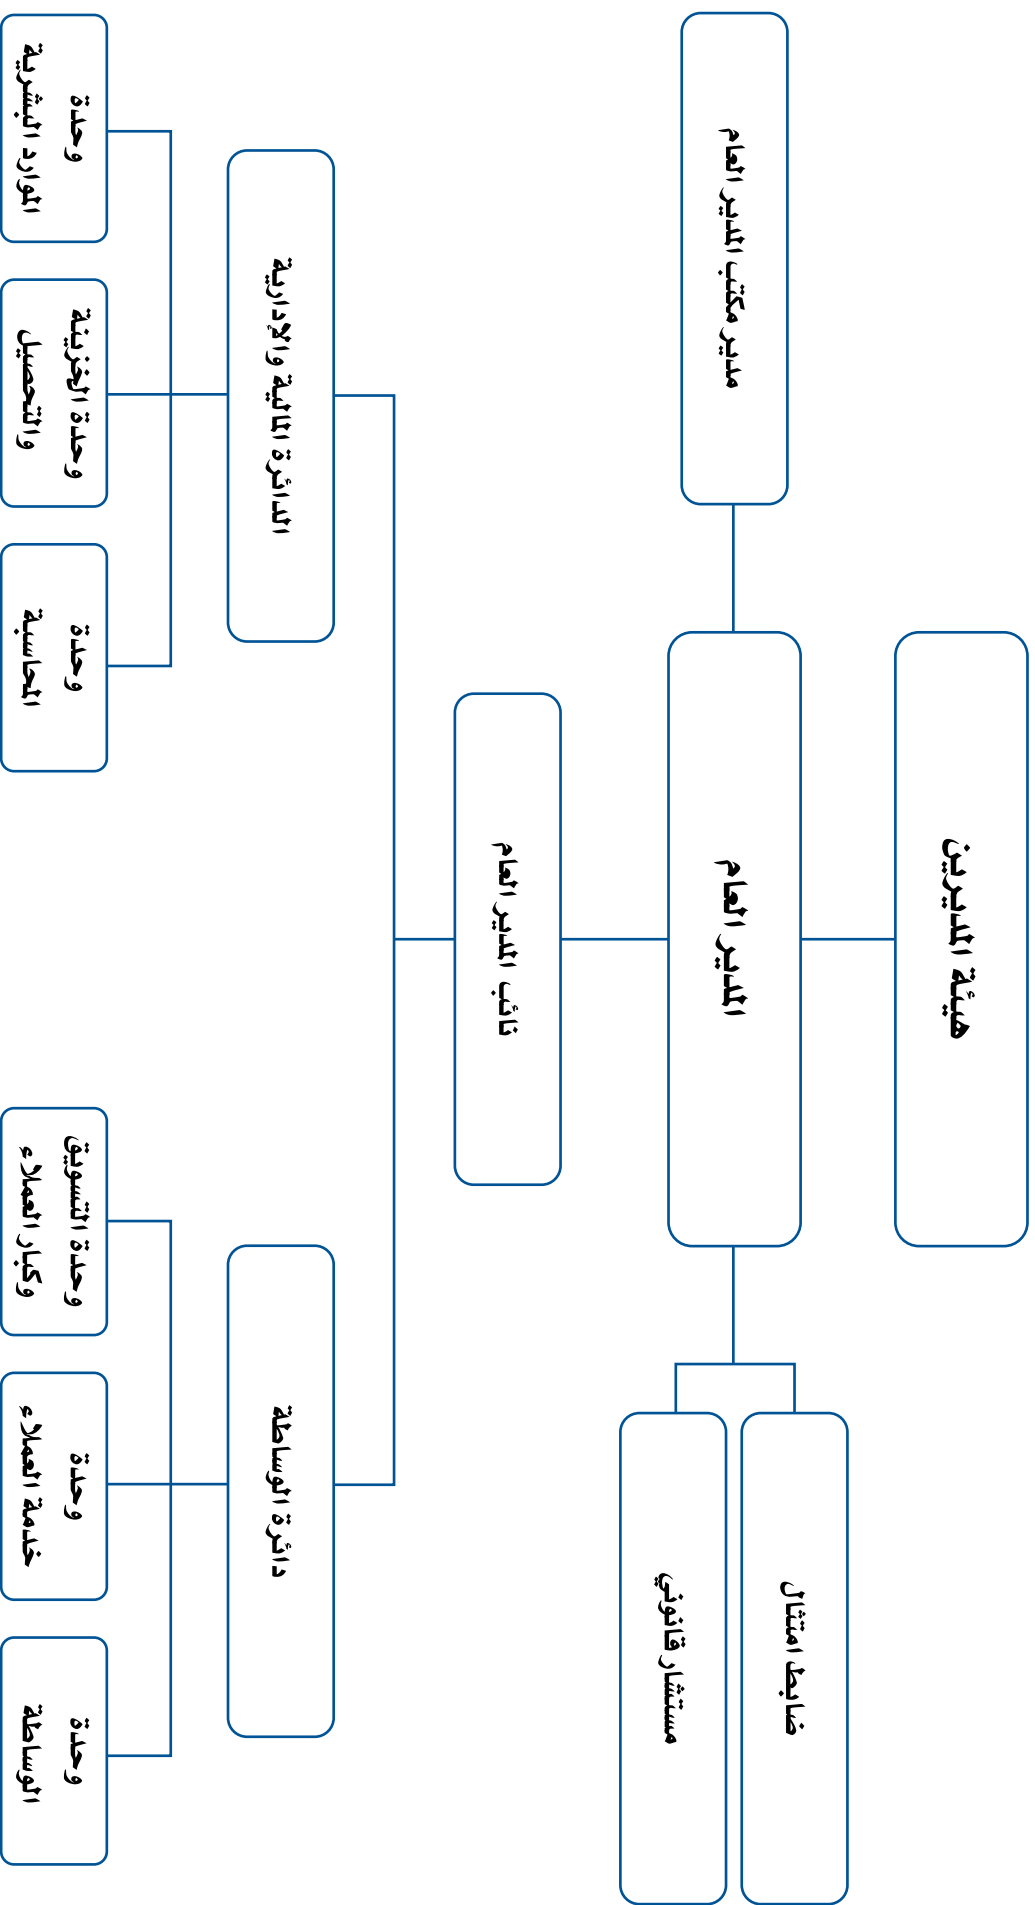 هيئة المديرين
المدير العام
مدير مكتب المدير العام
ضابط امتثال
مستشار قانوني
نائب المدير العام
دائرة الوساطة
الدائرة المالية والإدارية
وحدة
الوساطة
وحدة
خدمة العملاء
وحدة التسويق
وكبار العملاء
وحدة
المحاسبة
وحدة الخزينة
والتحصيل
وحدة
الموارد البشرية